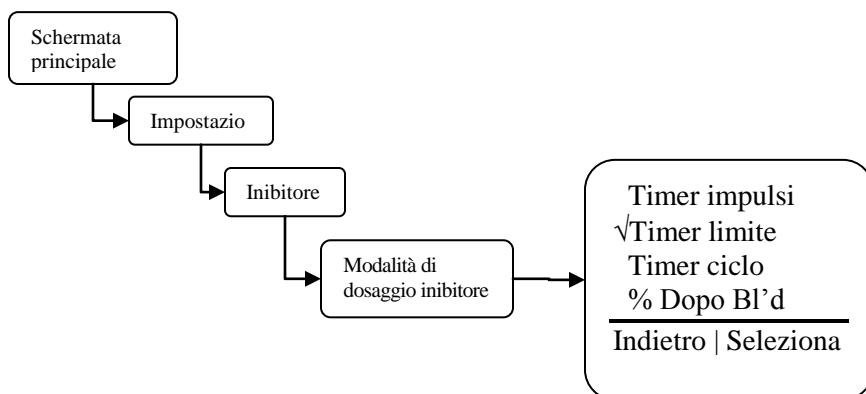 Schermata
principale
Impostazio
Inibitore
Modalità di
dosaggio inibitore
Timer impulsi
√Timer limite
Timer ciclo
% Dopo Bl’d
Indietro | Seleziona